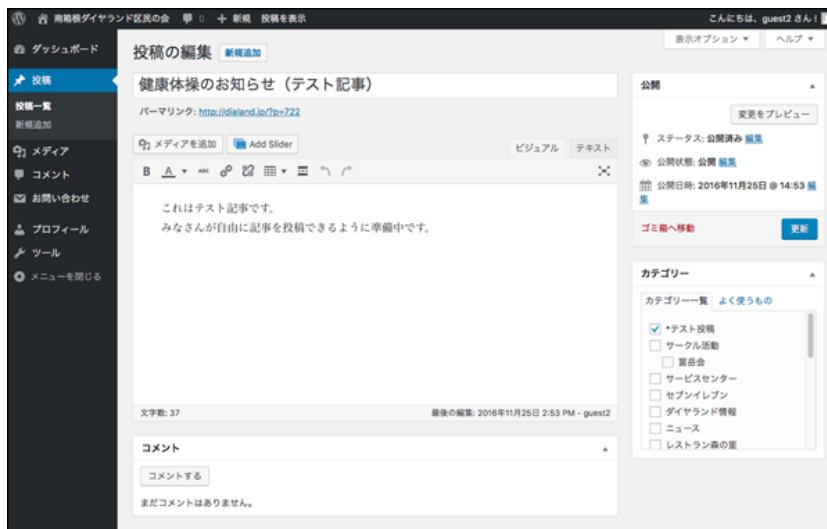 南箱根ダイヤランド区民の会 0 + 新規 投稿を表示 こんにちは、guest2 さん!
表示オプション ▼ ヘルプ ▼
ダッシュボード
投稿
投稿一覧
新規追加
メディア
コメント
お問い合わせ
プロフィール
ツール
メニューを閉じる
投稿の編集 新規追加
健康体操のお知らせ（テスト記事）
パーマリンク: http://dialand.jp/?p=722
メディアを追加 Add Slider
ビジュアル テキスト
B A ABC
これはテスト記事です。
みなさんが自由に記事を投稿できるように準備中です。
文字数: 37 最後の編集: 2016年11月25日 2:53 PM - guest2
コメント
コメントする
まだコメントはありません。
公開
変更をプレビュー
ステータス: 公開済み 編集
公開状態: 公開 編集
公開日時: 2016年11月25日 @ 14:53 編
集
ゴミ箱へ移動 更新
カテゴリー
カテゴリー一覧 よく使うもの
*テスト投稿
サークル活動
富岳会
サービスセンター
セブンイレブン
ダイヤランド情報
ニュース
レストラン森の里